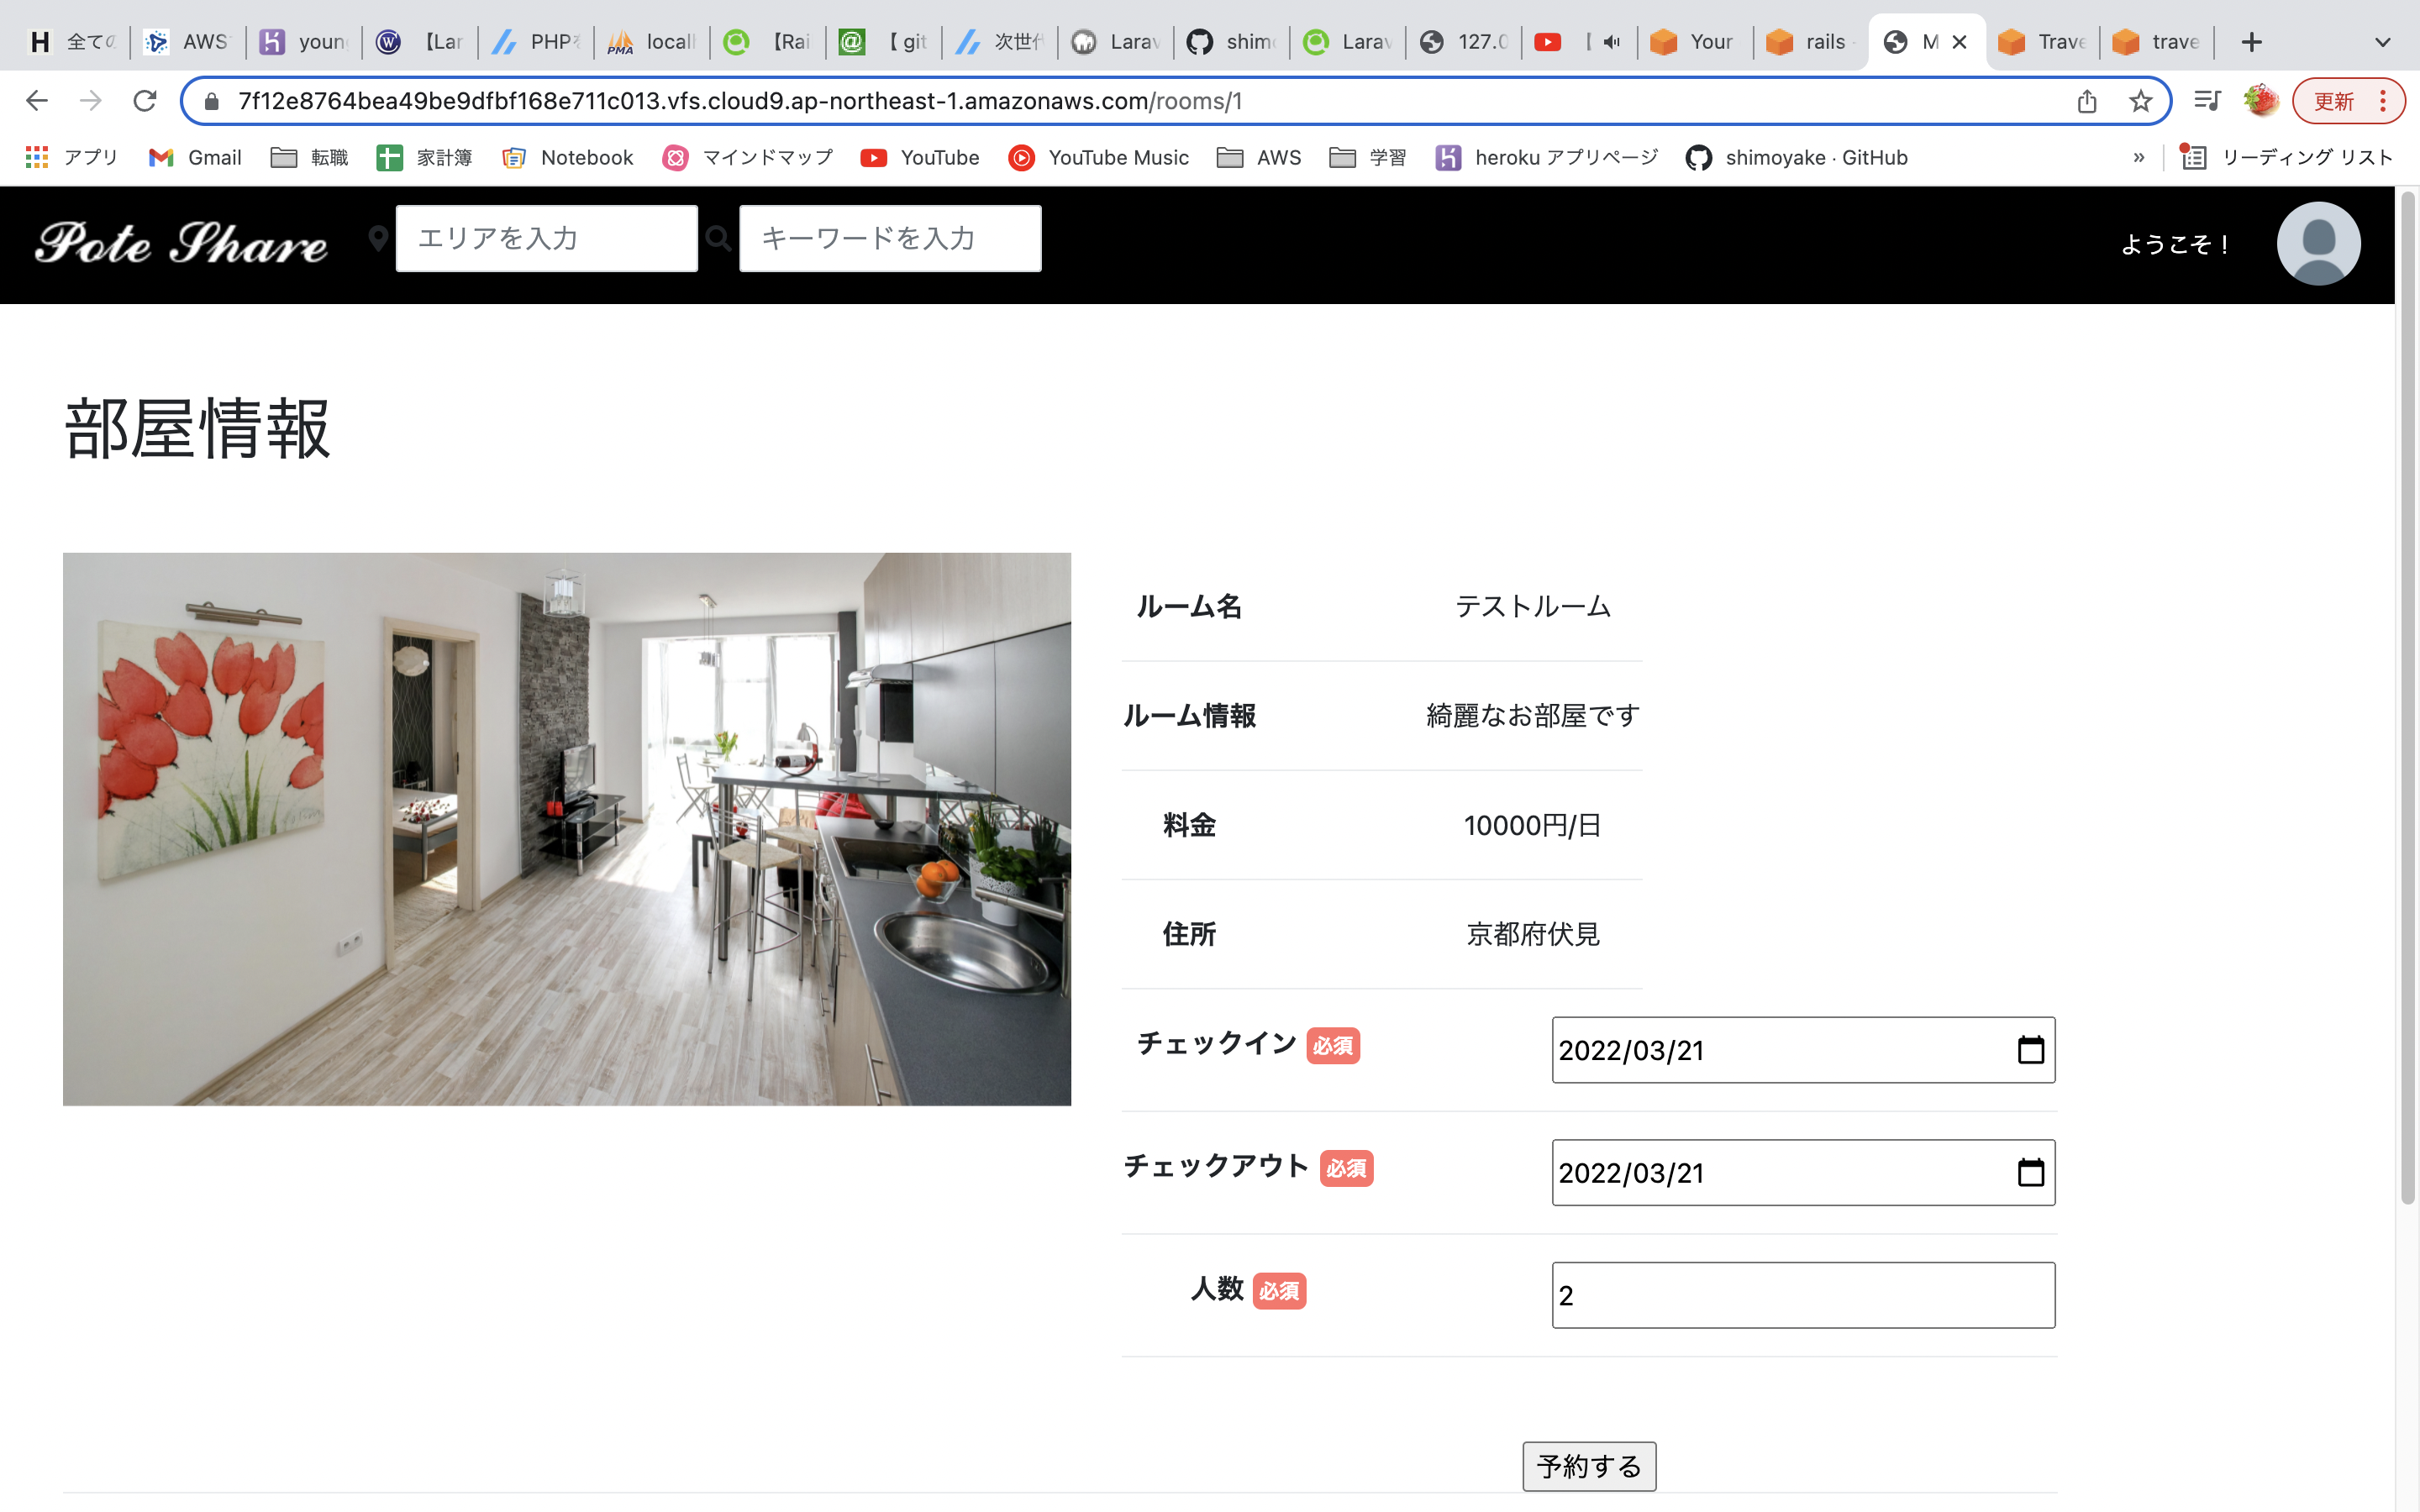 全ての
AWS
youn
【Lar
PHPを
locall
【Rai
【 git
次世代
Larav
shimo
Larav
127.0
【
Your
rails
M
Trave
trave
7f12e8764bea49be9dfbf168e711c013.vfs.cloud9.ap-northeast-1.amazonaws.com/rooms/1
更新
アプリ
Gmail
転職
家計簿
Notebook
マインドマップ
YouTube
YouTube Music
AWS
学習
heroku アプリページ
shimoyake · GitHub
»
リーディング リスト
Pote Share
エリアを入力
キーワードを入力
ようこそ！
部屋情報
ルーム名 テストルーム
ルーム情報 綺麗なお部屋です
料金 10000円/日
住所 京都府伏見
チェックイン 必須 2022/03/21
チェックアウト 必須 2022/03/21
人数 必須 2
予約する